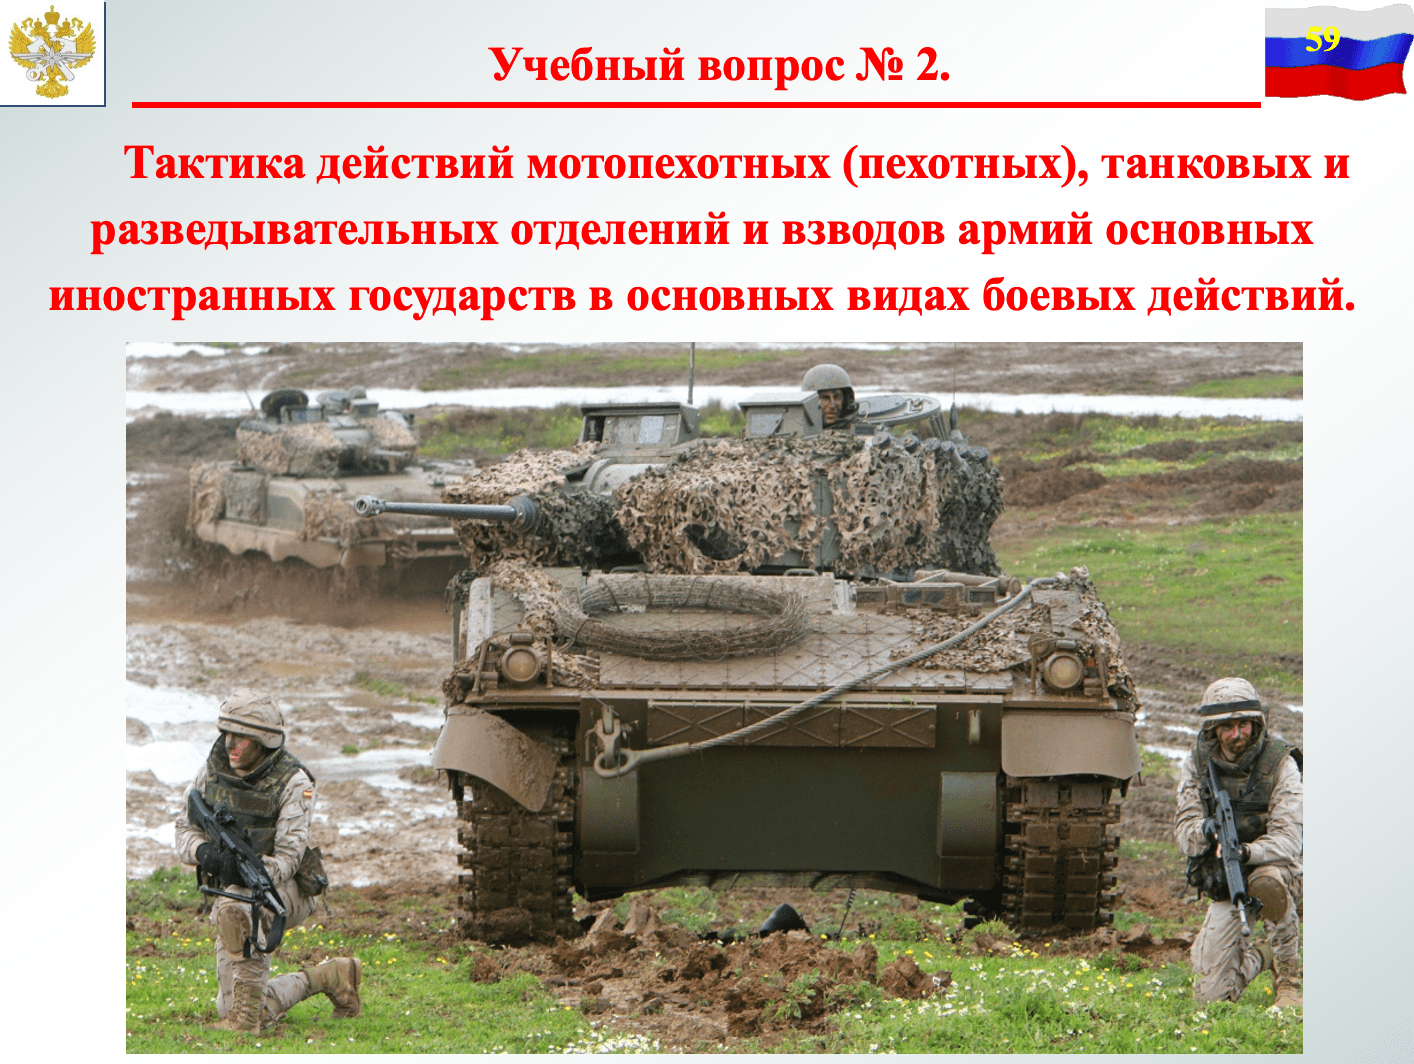 Учебный вопрос № 2.
59
Тактика действий мотопехотных (пехотных), танковых и
разведывательных отделений и взводов армий основных
иностранных государств в основных видах боевых действий.